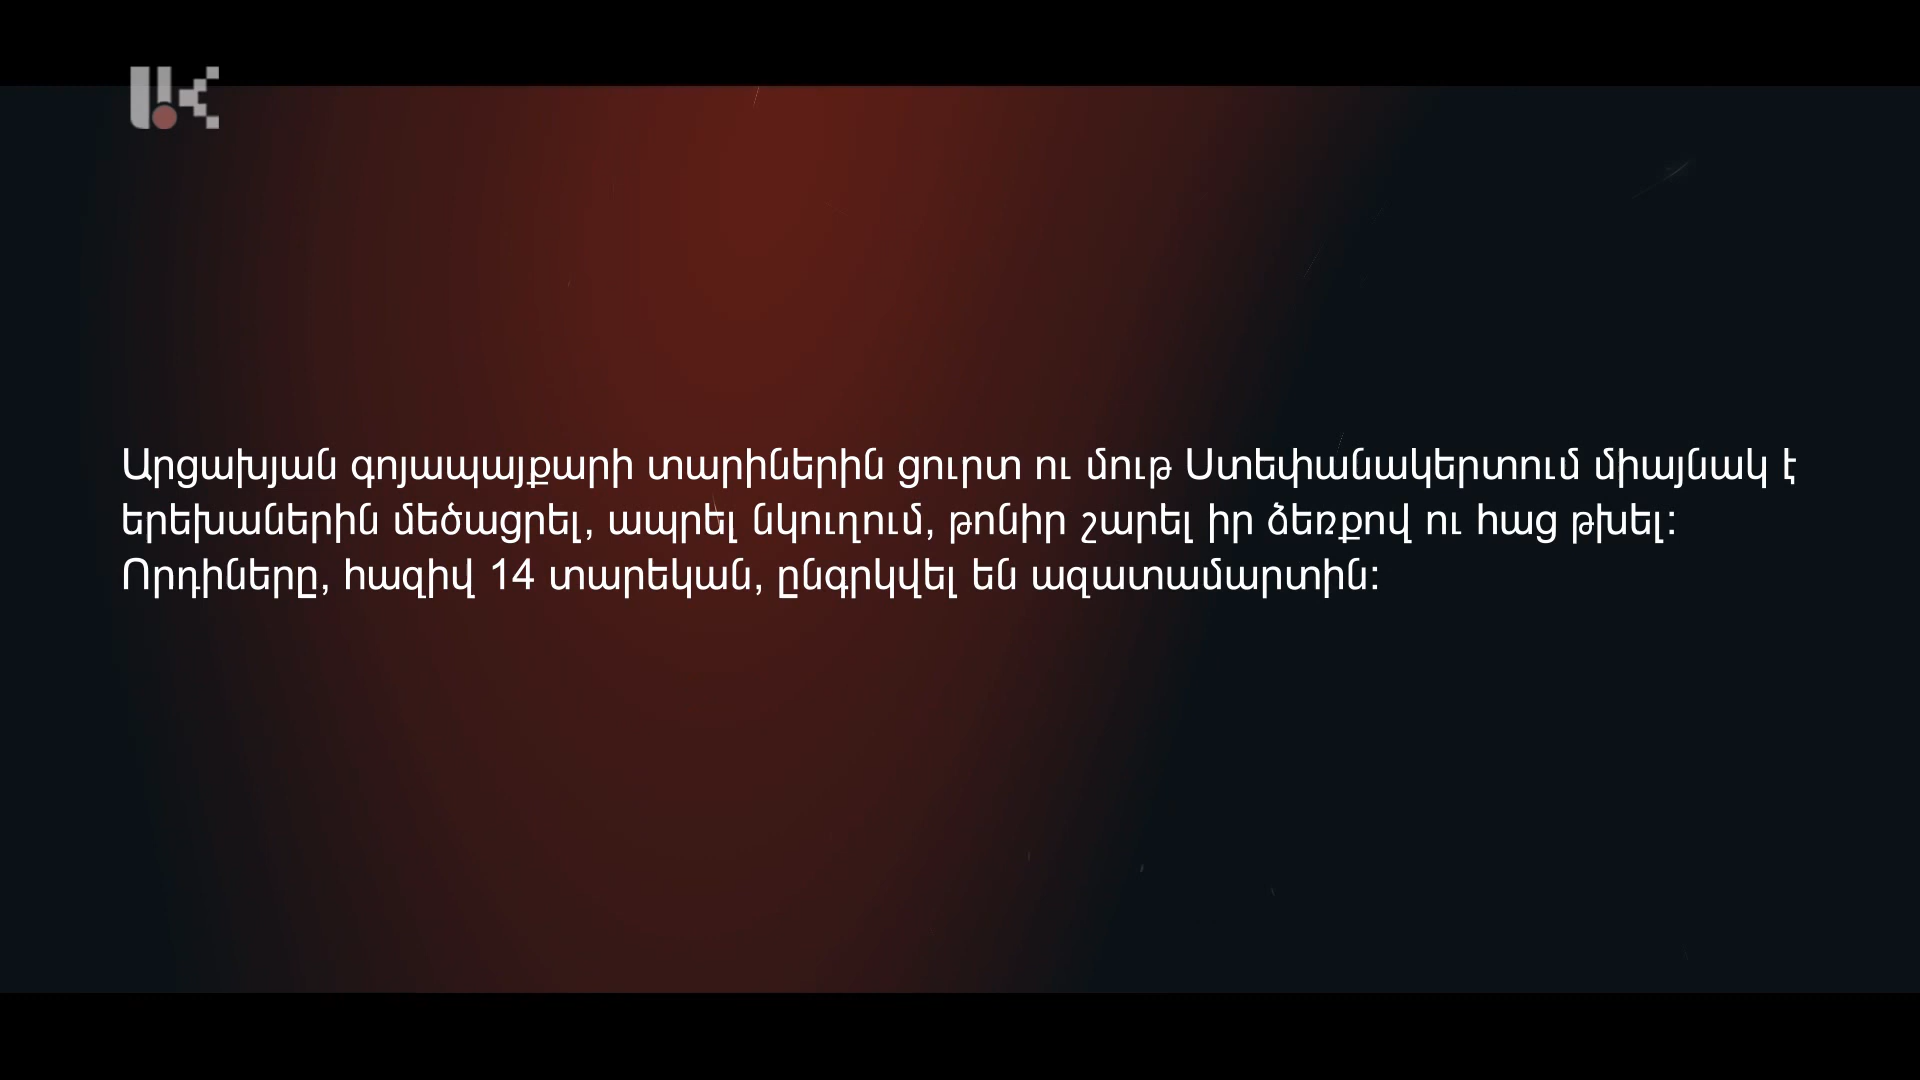 Արցախյան գոյապայքարի տարիներին ցուրտ ու մութ Ստեփանակերտում միայնակ է
երեխաներին մեծացրել, ապրել նկուղում, թոնիր շարել իր ձեռքով ու հաց թխել:
Որդիները, հազիվ 14 տարեկան, ընգրկվել են ազատամարտին: